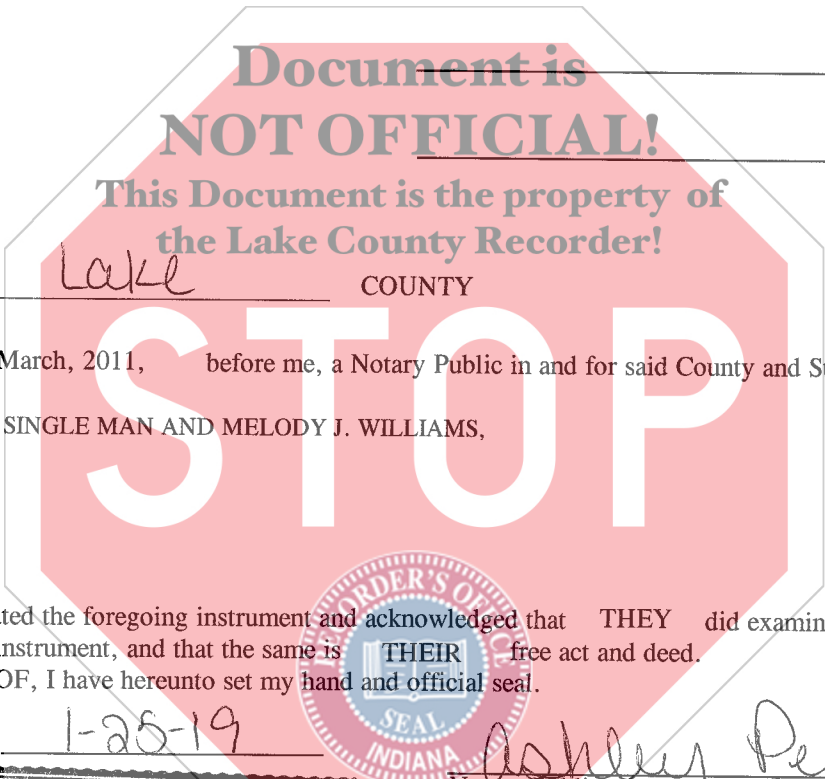 Document is
NOT OFFICIAL!
This Document is the property of
the Lake County Recorder!
Lake COUNTY
STOP
March, 2011, before me, a Notary Public in and for said County and
SINGLE MAN AND MELODY J. WILLIAMS,
the foregoing instrument and acknowledged that THEY did
instrument, and that the same is THEIR free act and deed.
OF, I have hereunto set my hand and official seal.
RECORDER'S OFFICE
SEAL
INDIANA
1-25-19 Ashley